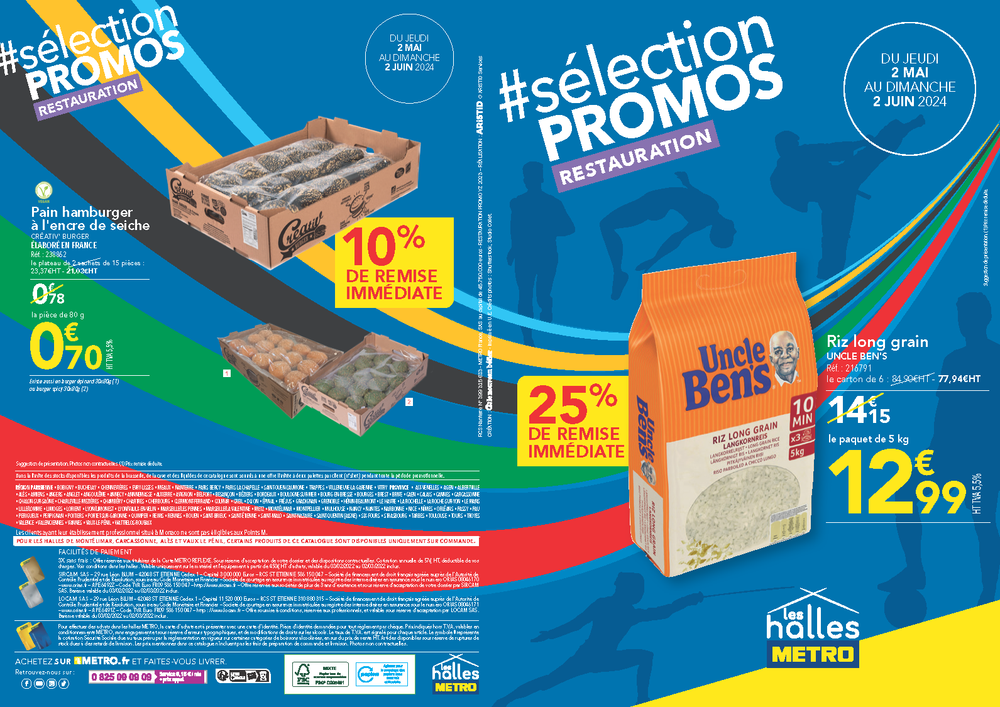 #sélection
PROMOS
RESTAURATION
DU JEUDI
2 MAI
AU DIMANCHE
2 JUIN 2024
VEGAN
Pain hamburger
à l'encre de seiche
CRÉATIV' BURGER
ÉLABORÉ EN FRANCE
Réf. : 238862
le plateau de 2 sachets de 15 pièces :
23,37€HT - 21,03€HT
0€78
la pièce de 80 g
0€70
HT TVA 5,5%
Existe aussi en burger épinard 30x80g (1)
ou burger spicy 30x80g (2)
Créativ'
BURGER
10%
DE REMISE
IMMÉDIATE
1
2
Suggestion de présentation. Photos non contractuelles. (1) Prix remise déduite.
Dans la limite des stocks disponibles les produits de la brasserie, de la cave et des liquides de ce catalogue sont soumis à une offre limitée à deux palettes par client (n°siret) pendant toute la période promotionnelle.
RÉGION PARISIENNE • BOBIGNY • BUCHELAY • CHENNEVIÈRES • EVRY-LISSES • MEAUX • NANTERRE • PARIS BERCY • PARIS LA CHAPELLE • SAINT-OUEN-L'AUMONE • TRAPPES • VILLENEUVE-LA-GARENNE • VITRY PROVINCE • AIX-VENELLES • AGEN • ALBERTVILLE
• ALÈS • AMIENS • ANGERS • ANGLET • ANGOULÊME • ANNECY • ANNNEMASSE • AUXERRE • AVIGNON • BELFORT • BESANÇON • BÉZIERS • BORDEAUX • BOULOGNE-SUR-MER • BOURG-EN-BRESSE • BOURGES • BREST • BRIVE • CAEN • CALAIS • CANNES • CARCASSONNE
• CHALON-SUR-SAÔNE • CHARLEVILLE-MEZIÈRES • CHAMBÉRY • CHARTRES • CHERBOURG • CLERMONT-FERRAND • COLMAR • CREIL • DIJON • ÉPINAL • FRÉJUS • GRADIGNAN • GRENOBLE • HÉNIN-BEAUMONT • LE HAVRE • LA ROCHELLE • LA ROCHE-SUR-YON • LE MANS
• LILLE-LOMME • LIMOGES • LORIENT • LYON/LIMONEST • LYON/VAULX-EN-VELIN • MARSEILLE/LES PENNES • MARSEILLE/LA VALENTINE • METZ • MONTÉLIMAR • MONTPELLIER • MULHOUSE • NANCY • NANTES • NARBONNE • NICE • NÎMES • ORLÉANS • PASSY • PAU
• PERIGUEUX • PERPIGNAN • POITIERS • PORTET-SUR-GARONNE • QUIMPER • REIMS • RENNES • ROUEN • SAINT-BRIEUC • SAINT-ÉTIENNE • SAINT-MALO • SAINT-NAZAIRE • SAINT-QUENTIN (AISNE) • SIX-FOURS • STRASBOURG • TARBES • TOULOUSE • TOURS • TROYES
• VALENCE • VALENCIENNES • VANNES • VAUX-LE PÉNIL • WATTRELOS-ROUBAIX
Les clients ayant leur établissement professionnel situé à Monaco ne sont pas éligibles aux Points M.
POUR LES HALLES DE MONTÉLIMAR, CARCASSONNE, ALÈS ET VAUX LE PÉNIL, CERTAINS PRODUITS DE CE CATALOGUE SONT DISPONIBLES UNIQUEMENT SUR COMMANDE.
FACILITÉS DE PAIEMENT
3X sans frais : Offre réservée aux titulaires de la Carte METRO REFLEXE. Sous réserve d'acceptation de votre dossier et des dispositions contractuelles. Cotisation annuelle de 57€ HT, déductible de vos
charges. Voir conditions dans les halles. Valable uniquement sur le matériel et l'équipement à partir de 450€ HT d'achats, valable du 03/02/2022 au 02/03/2022 inclus.
SIRCAM, SAS – 29 rue Léon BLUM – 42048 ST ETIENNE Cedex 1 – Capital 3 000 000 Euros – RCS ST ETIENNE 586 150 047 – Société de financement de droit français agréée auprès de l'Autorité de
Contrôle Prudentiel et de Résolution, soumise au Code Monétaire et Financier – Société de courtage en assurance immatriculée au registre des intermédiaires en assurance sous le numero ORIAS 08046170
– www.orias.fr – APE 6492Z – Code TVA Euro FR09 586 150 047 – http://www.sircam.fr – Offre réservée aux sociétés de plus de 3 ans d'existence et sous réserve d'acceptation de votre dossier par SIRCAM
SAS. Barème valable du 03/02/2022 au 02/03/2022 inclus.
LOCAM, SAS – 29 rue Léon BLUM – 42048 ST ETIENNE Cedex 1 – Capital 11 520 000 Euros – RCS ST ETIENNE 310 880 315 – Société de financement de droit français agréée auprès de l'Autorité de
Contrôle Prudentiel et de Résolution, soumise au Code Monétaire et Financier – Société de courtage en assurance immatriculée au registre des intermédiaires en assurance sous le numero ORIAS 08046171
– www.orias.fr – APE 6491Z – Code TVA Euro FR09 586 150 047 – http : //www.locam.fr – Offre soumise à conditions, réservée aux professionnels, et valable sous réserve d'acceptation par LOCAM SAS.
Barème valable du 03/02/2022 au 02/03/2022 inclus.
Pour effectuer des achats dans les halles METRO, la carte d'achats est à présenter avec une carte d'identité. Pièce d'identité demandée pour tout règlement par chèque. Prix indiqués hors T.V.A. valables en
conditionnements METRO, sans engagement sous réserve d'erreurs typographiques, et de modifications de droits sur les alcools. Le taux de T.V.A. est signalé pour chaque article. Le symbole # représente
la cotisation Sécurité Sociale due au taux prévu par la réglementation en vigueur sur certaines catégories de boissons alcoolisées, en sus du prix de vente HT. Articles disponibles sous réserve de ruptures de
stock dues à des retards de livraison. Les prix mentionnés dans ce catalogue n'incluent pas les frais de préparation de commande et livraison. Photos non contractuelles.
ACHETEZ SUR METRO.fr ET FAITES-VOUS LIVRER.
Retrouvez-nous sur :
0 825 09 09 09
Service 0,15 € / min
+ prix appel
FSC
MIXTE
les
halles
METRO
RCS Nanterre N° 399 315 613 - METRO France, SAS au capital de 45.750.000 euros - RESTAURATION PROMO YZ 2023 – RÉALISATION : ARISTID © ARISTID Services
CRÉATION : - Imprimé en U.E. Crédits photos : Shutterstock, Studio Collet.
#sélection
PROMOS
RESTAURATION
DU JEUDI
2 MAI
AU DIMANCHE
2 JUIN 2024
Suggestion de présentation. (1) Prix remise déduite.
25%
DE REMISE
IMMÉDIATE
Uncle
Ben's
10
MIN
x3
5kg
RIZ LONG GRAIN
LANGKORNREIS
LANGKORRELRIJST • LONG GRAIN RICE
LANGKORNIGT RIS • LANGKORNET RIS
PITKÄJYVÄINEN RIISI
RISO PARBOILED A CHICCO LUNGO
Uncle
Ben's
RIZ LONG GRAIN
Riz long grain
UNCLE BEN'S
Réf. : 216791
le carton de 6 : 84,90€HT - 77,94€HT
14€15
le paquet de 5 kg
12€99
HT TVA 5,5%
les
halles
METRO